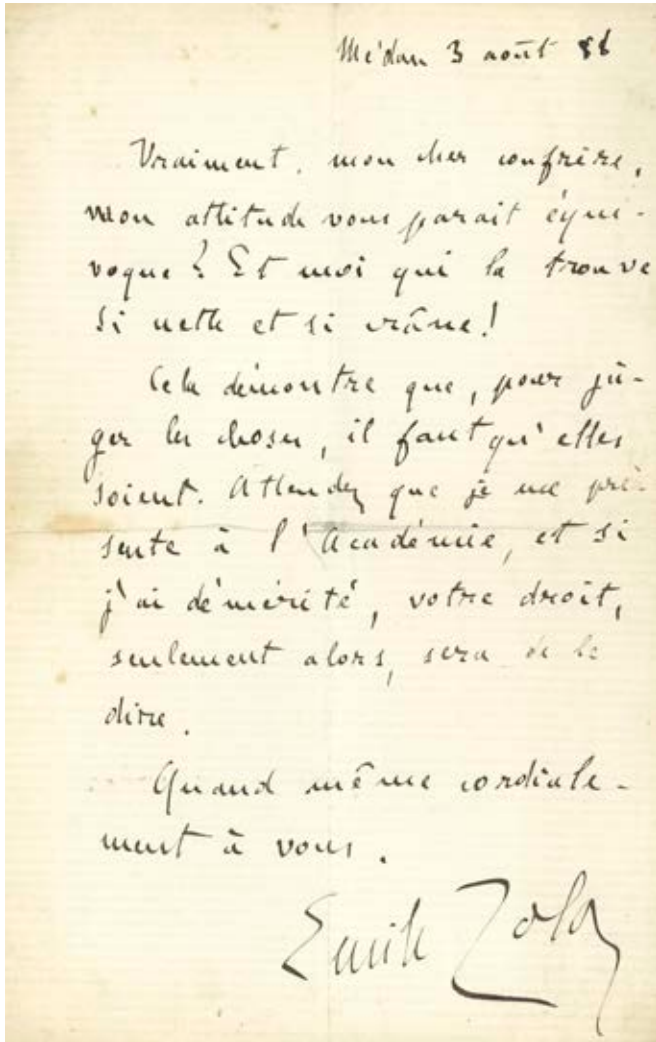 Médan 3 août 88
Vraiment, mon cher confrère,
mon attitude vous paraît équi-
voque ? Et moi qui la trouve
si nette et si crâne !
Cela démontre que, pour ju-
ger les choses, il faut qu'elles
soient. Attendez que je me pré-
sente à l'Académie, et si
j'ai démérité, votre droit,
seulement alors, sera de le
dire.
Quand même cordiale-
ment à vous.
Emile Zola